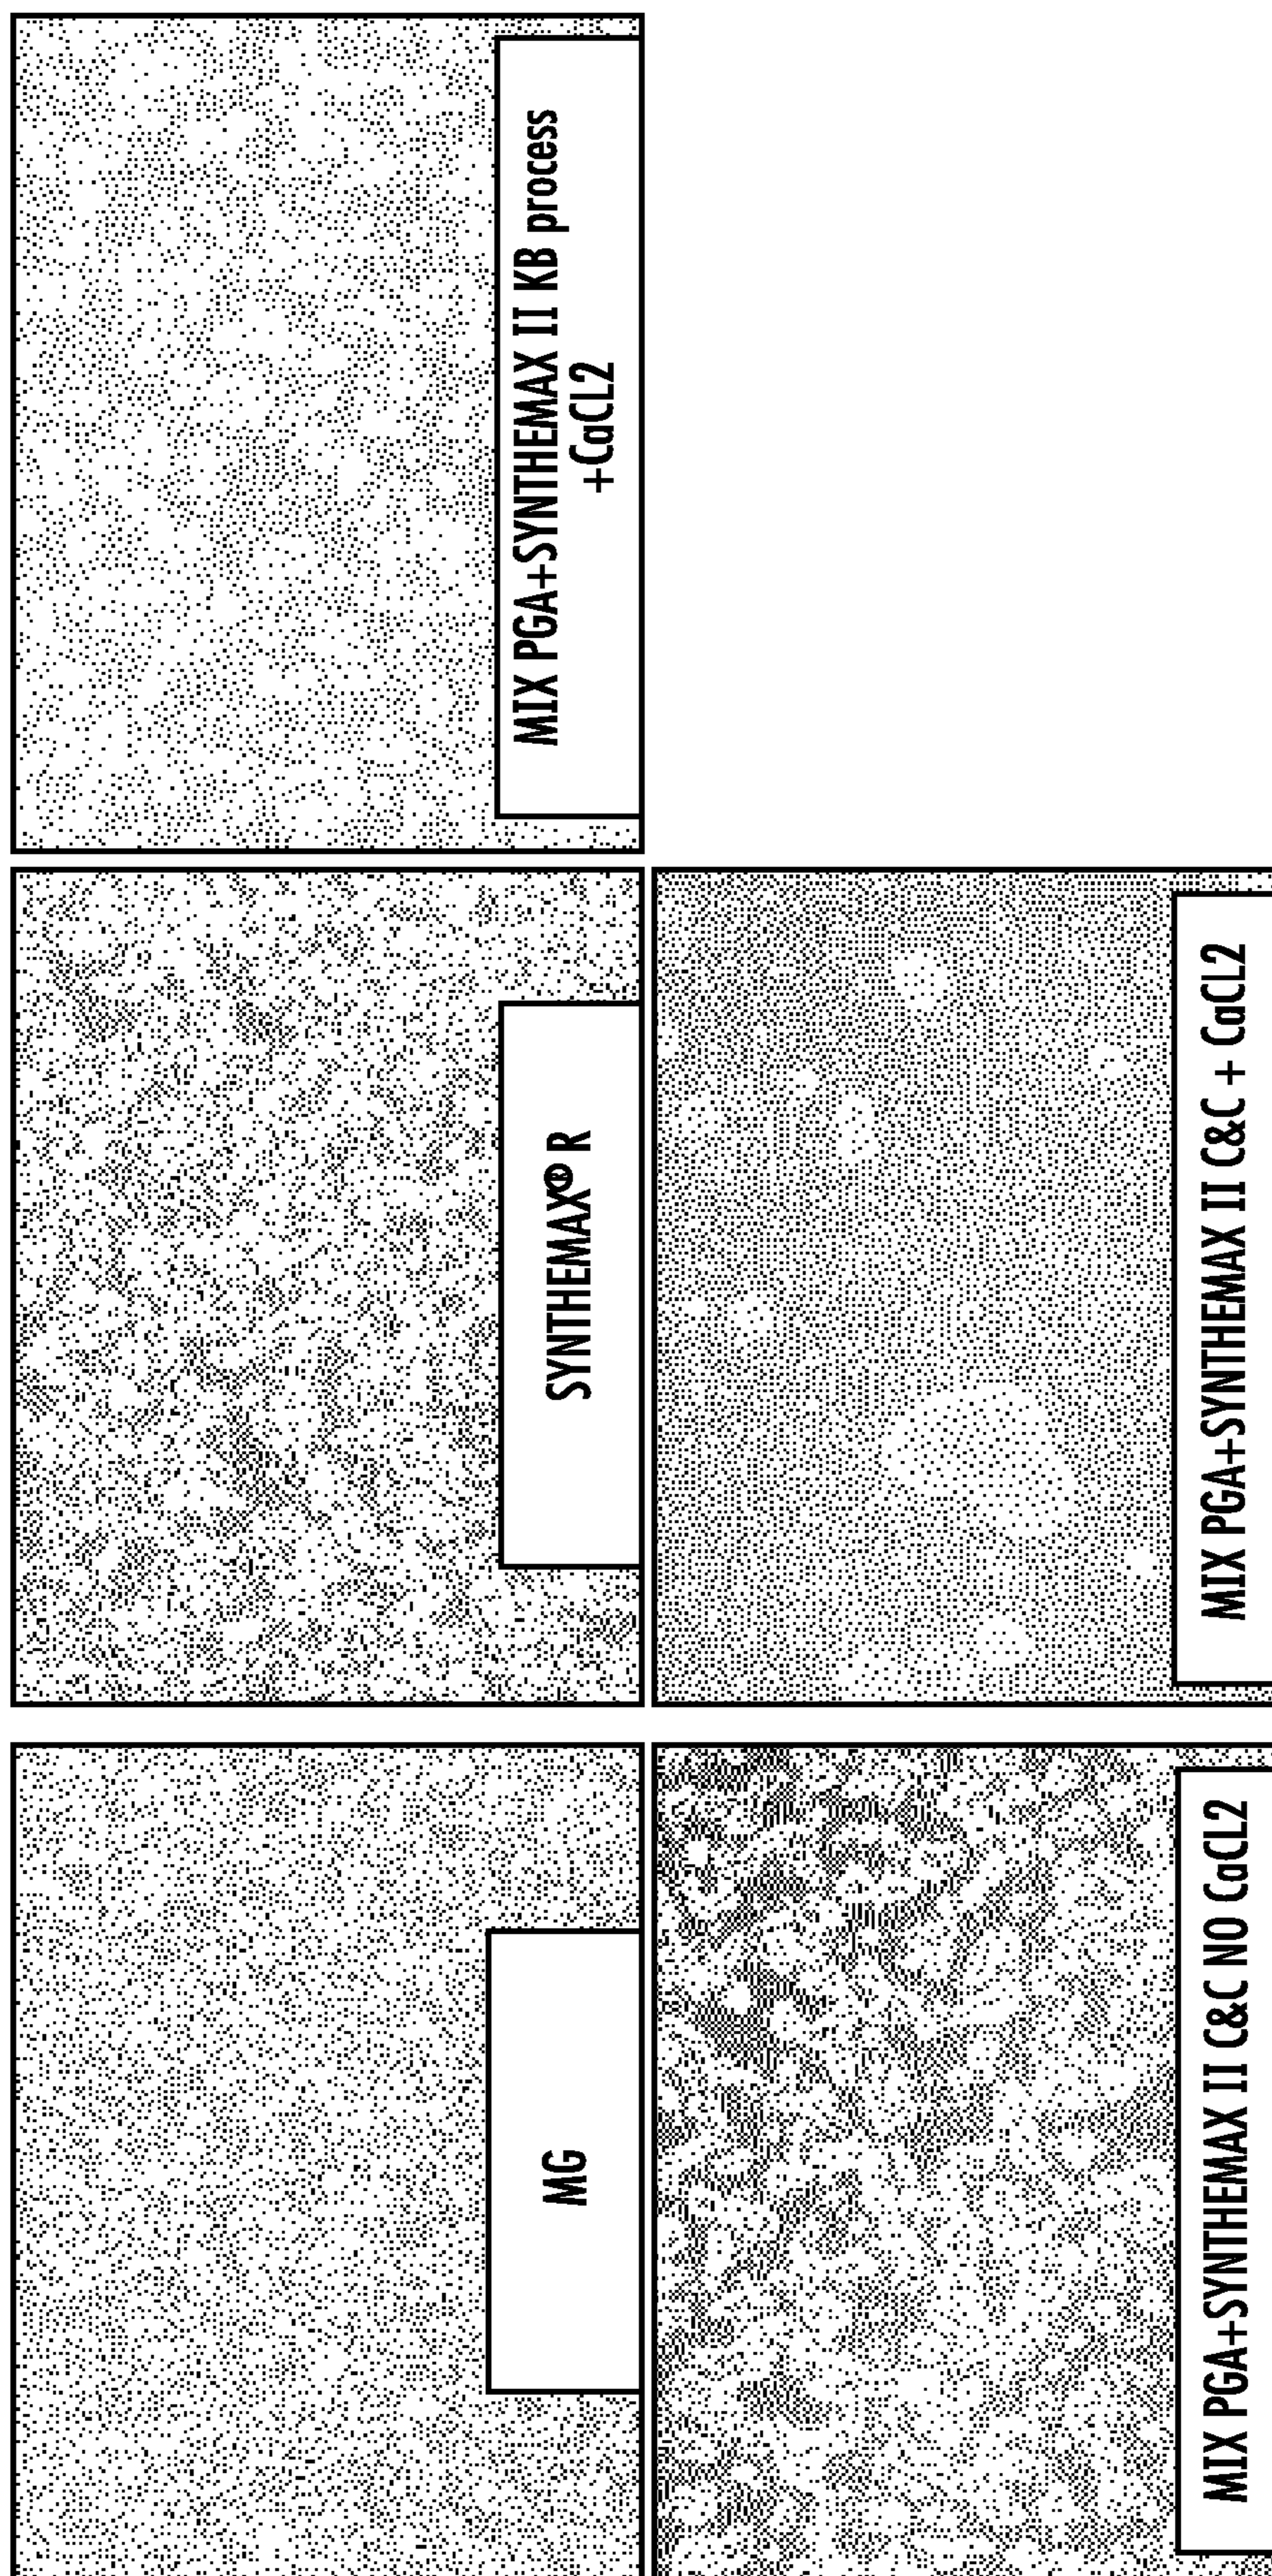 MG
SYNTHEMAX® R
MIX PGA+SYNTHEMAX II KB process
+CaCL2
MIX PGA+SYNTHEMAX II C&C NO CaCL2
MIX PGA+SYNTHEMAX II C&C + CaCL2